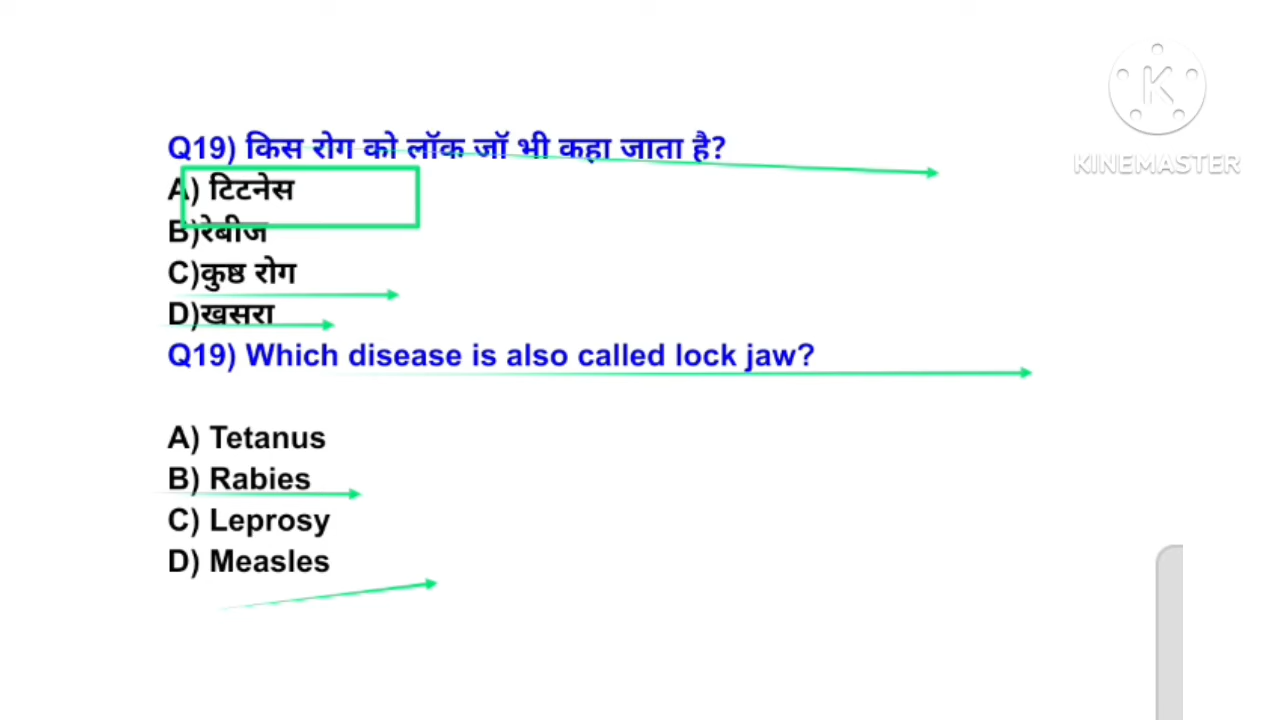 Q19) किस रोग को लॉक जॉ भी कहा जाता है?
A) टिटनेस
B)रेबीज
C)कुष्ठ रोग
D)खसरा
Q19) Which disease is also called lock jaw?
A) Tetanus
B) Rabies
C) Leprosy
D) Measles
K
KINEMASTER